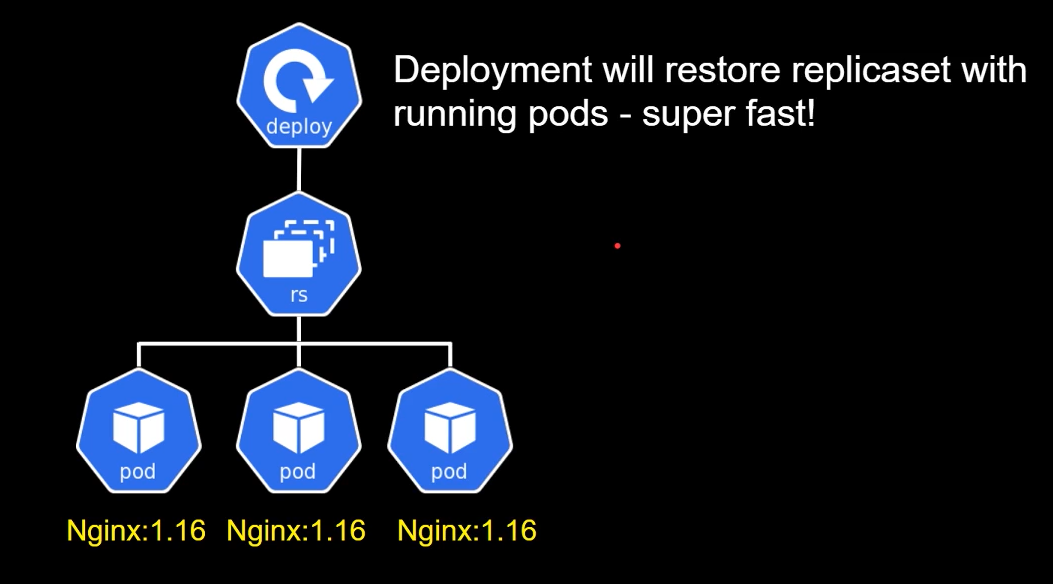 deploy
Deployment will restore replicaset with
running pods - super fast!
rs
pod pod pod
Nginx:1.16 Nginx:1.16 Nginx:1.16